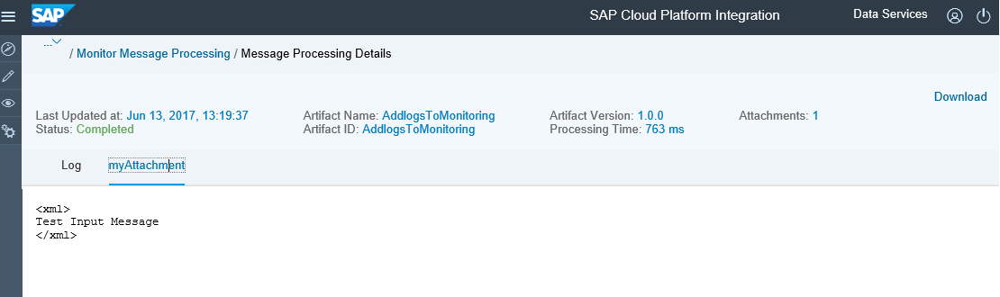 SAP
SAP Cloud Platform Integration
Data Services
...
/ Monitor Message Processing / Message Processing Details
Download
Last Updated at: Jun 13, 2017, 13:19:37
Status: Completed
Artifact Name: AddlogsToMonitoring
Artifact ID: AddlogsToMonitoring
Artifact Version: 1.0.0
Processing Time: 763 ms
Attachments: 1
Log
myAttachment
<xml>
Test Input Message
</xml>